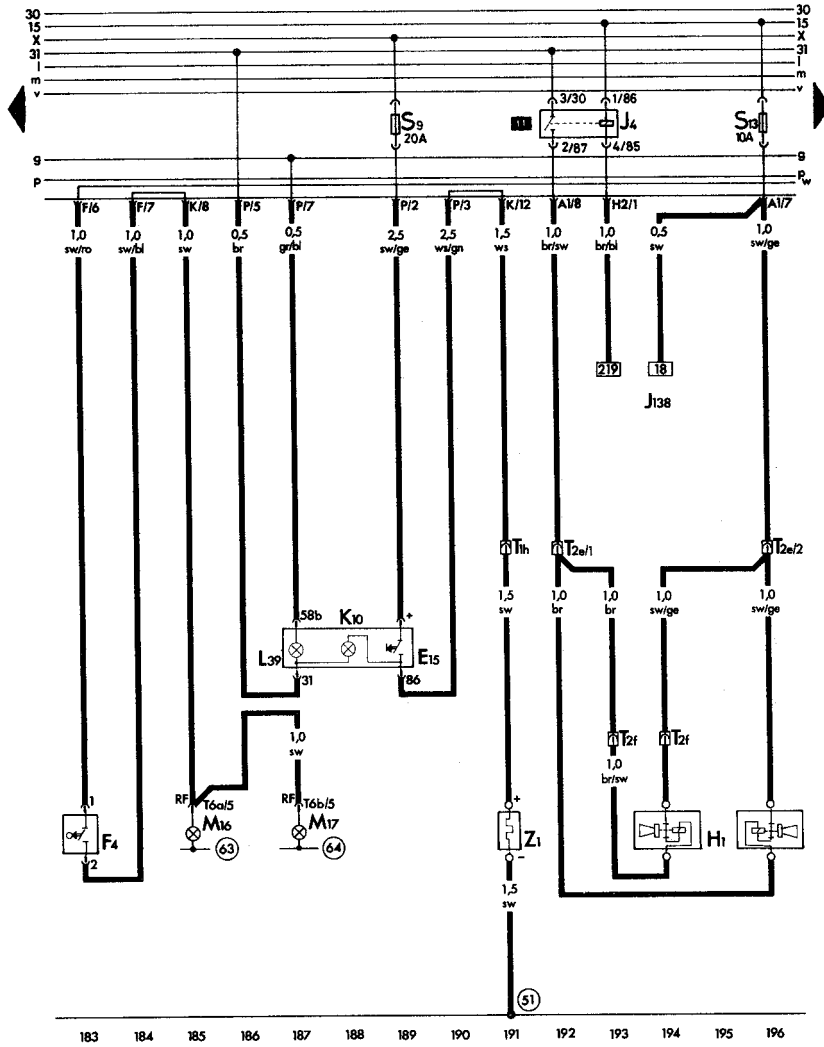 30 30
15 15
X X
31 31
l l
m m
v v
3/30 1/86
S9 20A
11 J4
S13 10A
2/87 4/85
g g
p p
w
F/6 F/7 K/8 P/5 P/7 P/2 P/3 K/12 A1/8 H2/1 A1/7
1,0 1,0 1,0 0,5 0,5 2,5 2,5 1,5 1,0 1,0 0,5 1,0
sw/ro sw/bl sw br gr/bl sw/ge ws/gn ws br/sw br/bl sw sw/ge
219 18
J138
T1h T2e/1 T2e/2
1,5 1,0 1,0 1,0 1,0
sw br br sw/ge sw/ge
58b K10 +
L39 E15
31 86
1,0
sw
T2f T2f
1,0
br/sw
1 RF T6a/5 RF T6b/5 +
F4 M16 M17 Z1 H1
2 63 64 –
1,5
sw
51
183 184 185 186 187 188 189 190 191 192 193 194 195 196